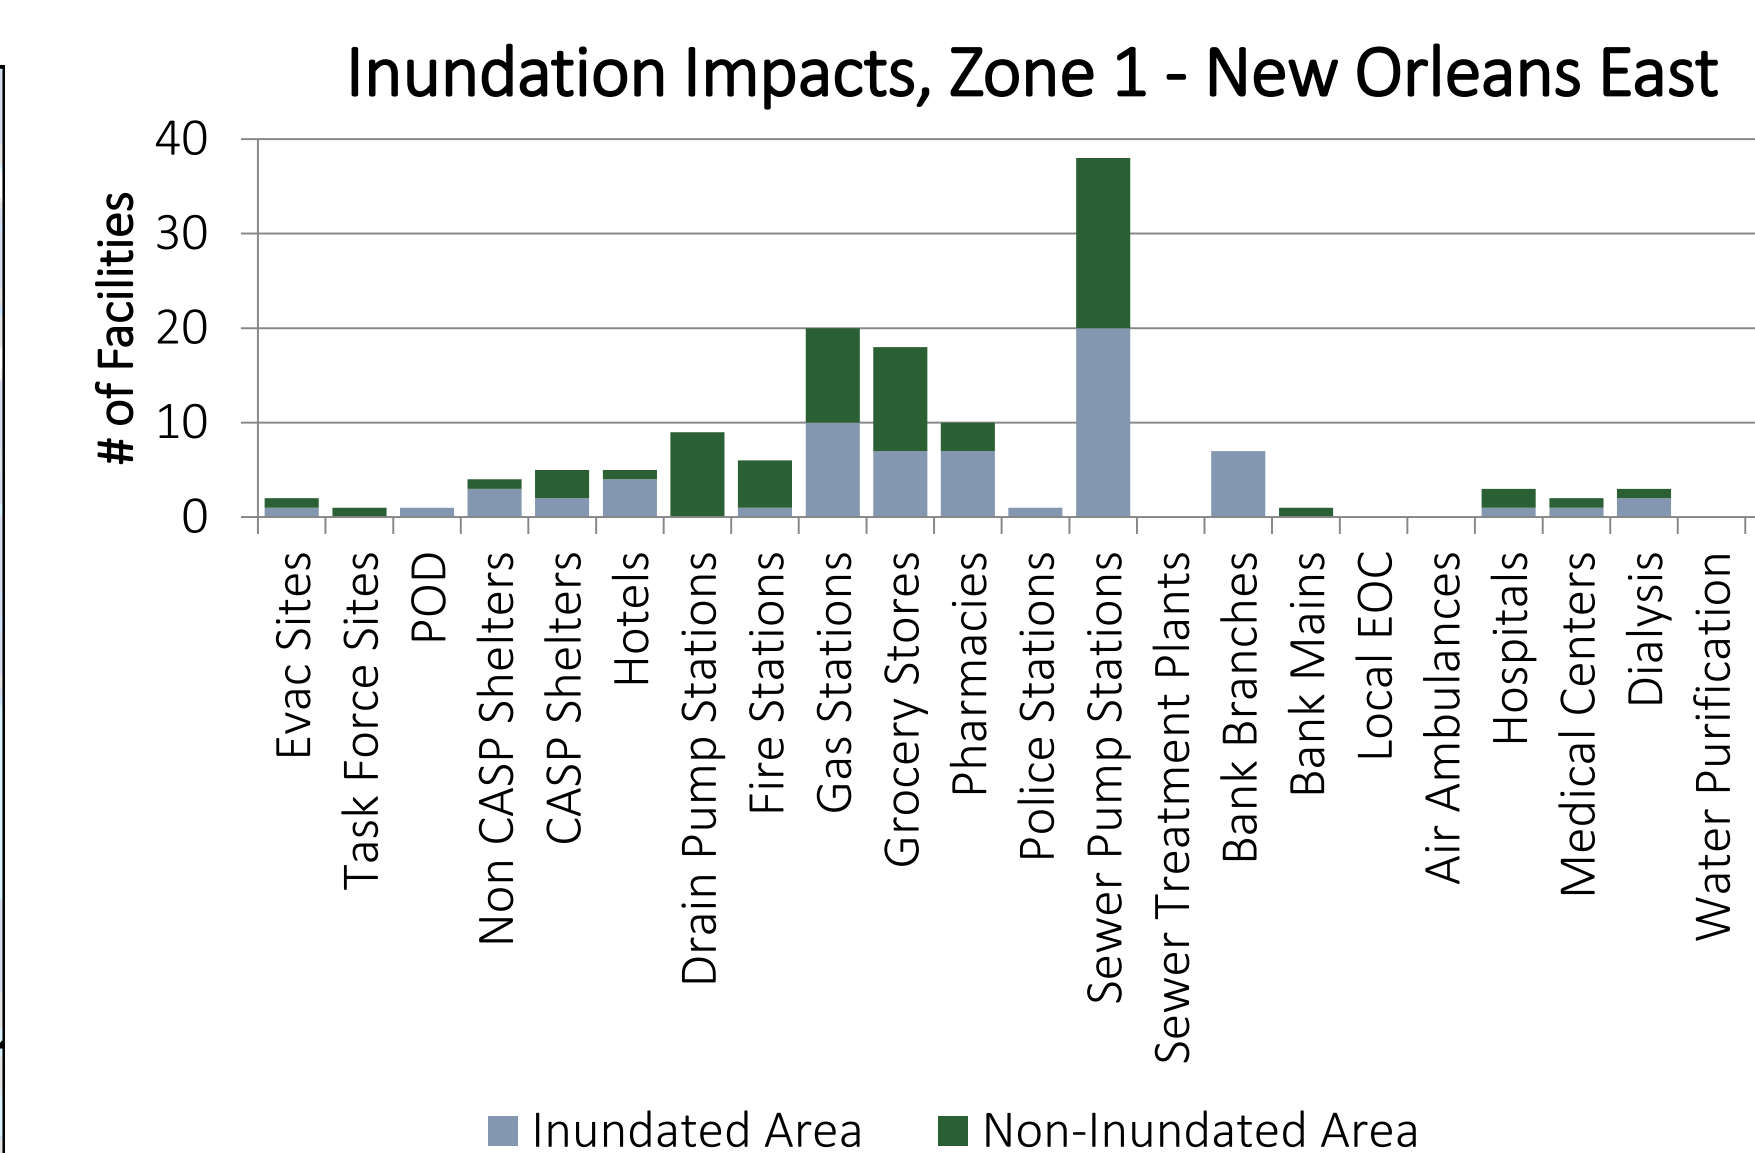 Inundation Impacts, Zone 1 - New Orleans East
# of Facilities
40
30
20
10
0
Evac Sites
Task Force Sites
POD
Non CASP Shelters
CASP Shelters
Hotels
Drain Pump Stations
Fire Stations
Gas Stations
Grocery Stores
Pharmacies
Police Stations
Sewer Pump Stations
Sewer Treatment Plants
Bank Branches
Bank Mains
Local EOC
Air Ambulances
Hospitals
Medical Centers
Dialysis
Water Purification
Inundated Area
Non-Inundated Area